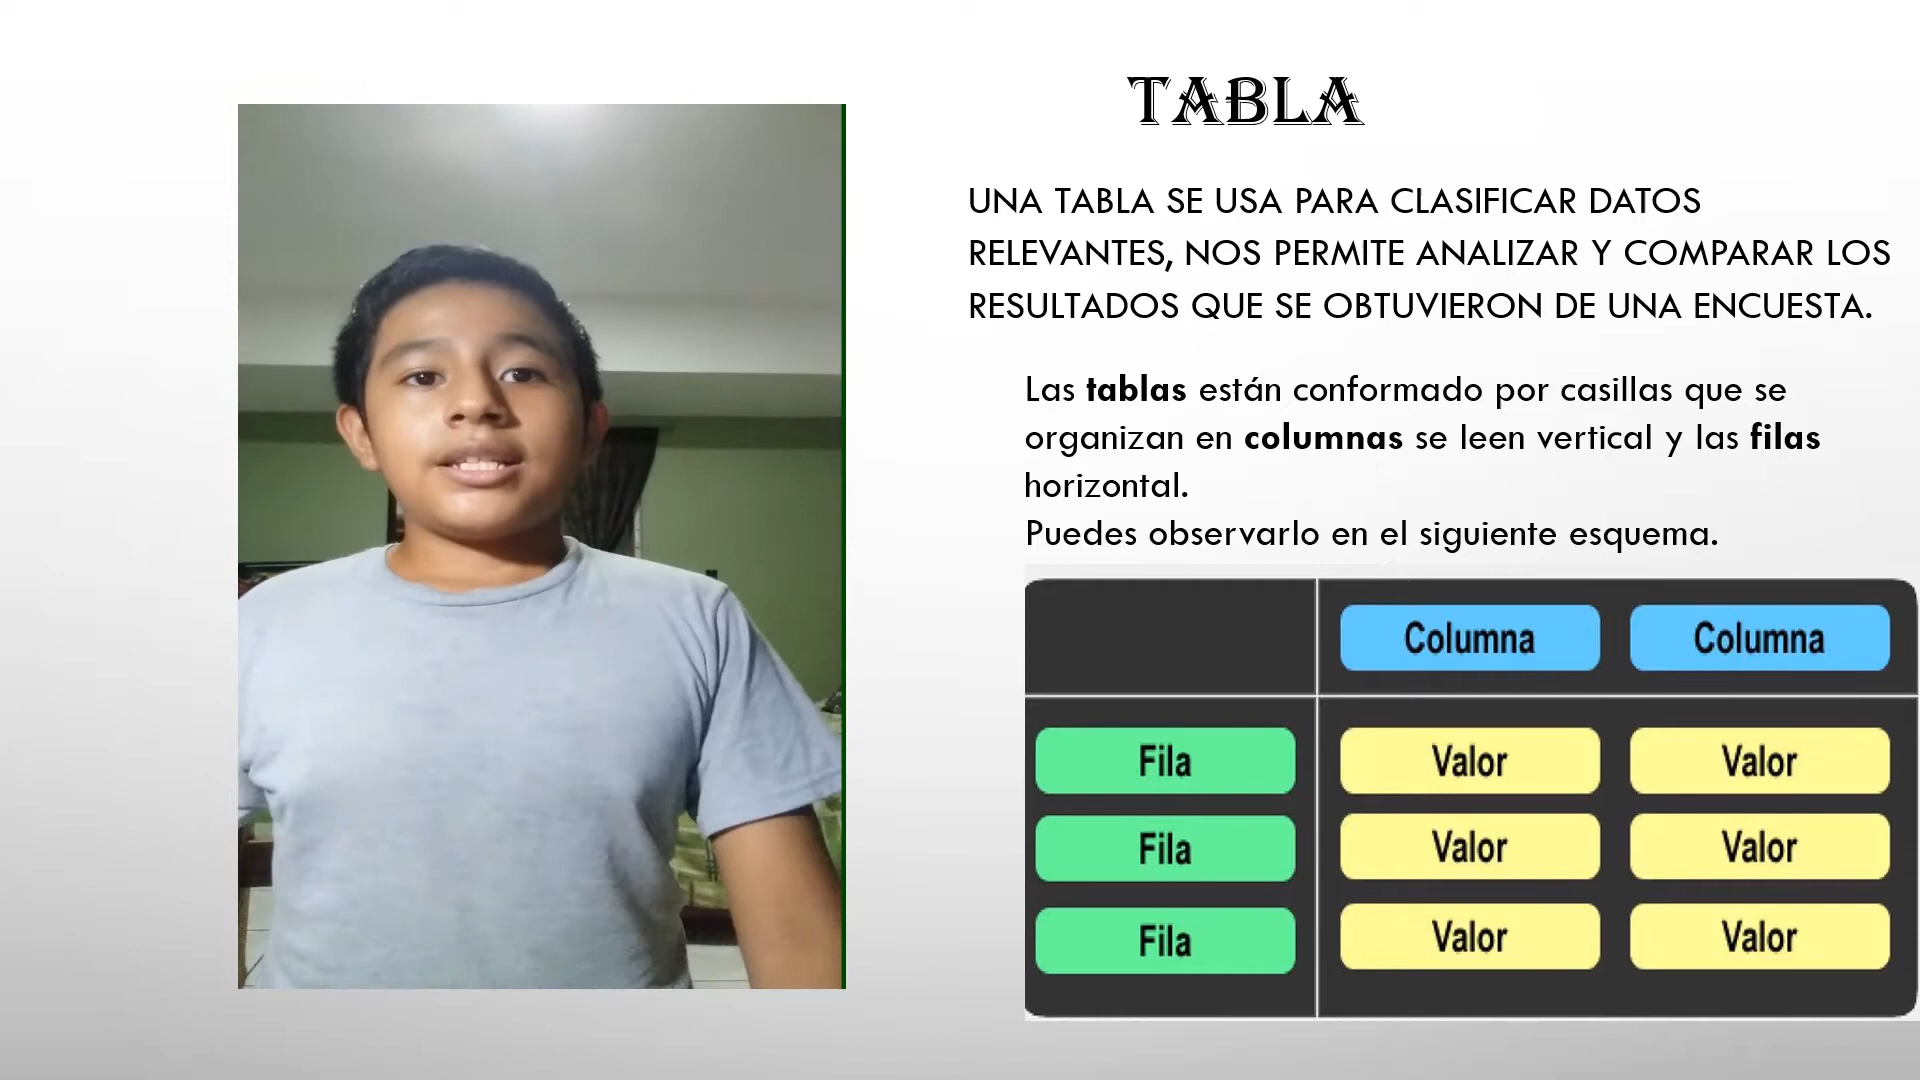 TABLA
UNA TABLA SE USA PARA CLASIFICAR DATOS
RELEVANTES, NOS PERMITE ANALIZAR Y COMPARAR LOS
RESULTADOS QUE SE OBTUVIERON DE UNA ENCUESTA.
Las tablas están conformado por casillas que se
organizan en columnas se leen vertical y las filas
horizontal.
Puedes observarlo en el siguiente esquema.
Columna Columna
Fila Valor Valor
Fila Valor Valor
Fila Valor Valor